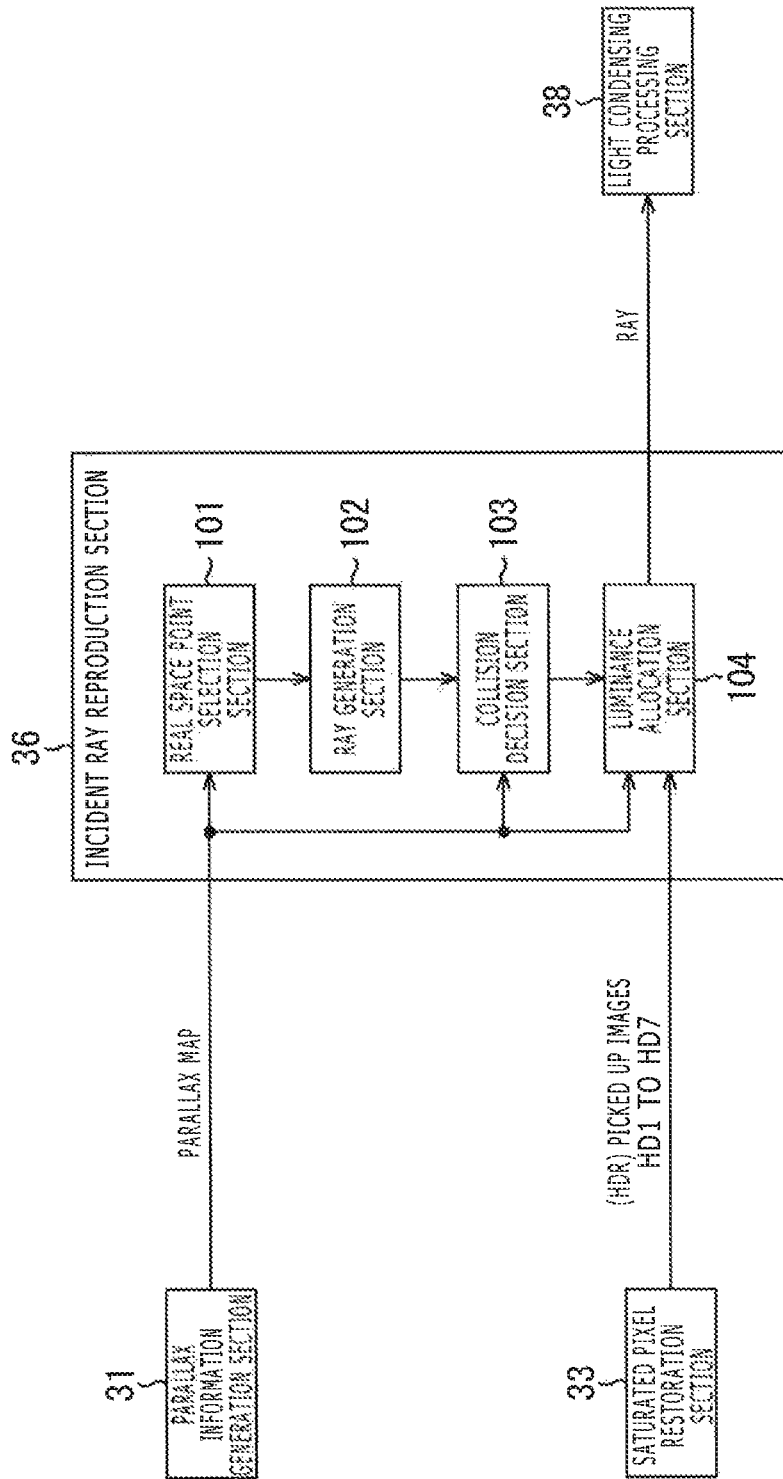 36
INCIDENT RAY REPRODUCTION SECTION
31
PARALLAX
INFORMATION
GENERATION SECTION
PARALLAX MAP
101
REAL SPACE POINT
SELECTION
SECTION
102
RAY GENERATION
SECTION
103
COLLISION
DECISION SECTION
LUMINANCE
ALLOCATION
SECTION
104
33
SATURATED PIXEL
RESTORATION
SECTION
(HDR) PICKED UP IMAGES
HD1 TO HD7
RAY
38
LIGHT CONDENSING
PROCESSING
SECTION